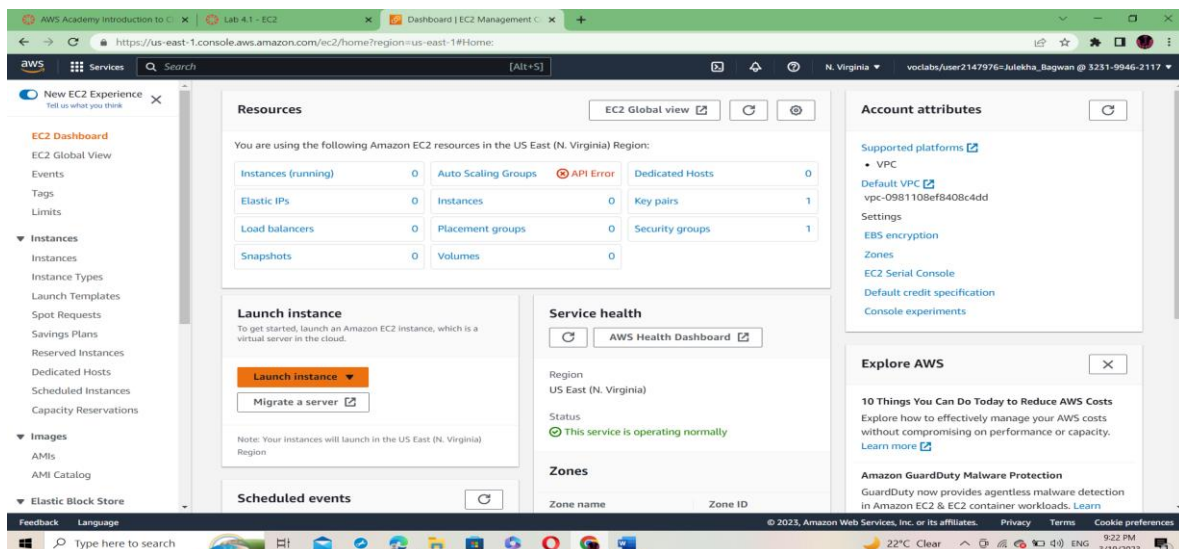 AWS Academy Introduction to C
Lab 4.1 - EC2
Dashboard | EC2 Management C
https://us-east-1.console.aws.amazon.com/ec2/home?region=us-east-1#Home:
aws
Services
Search
[Alt+S]
N. Virginia
voclabs/user2147976=Julekha_Bagwan @ 3231-9946-2117
New EC2 Experience
Tell us what you think
EC2 Dashboard
EC2 Global View
Events
Tags
Limits
Instances
Instances
Instance Types
Launch Templates
Spot Requests
Savings Plans
Reserved Instances
Dedicated Hosts
Scheduled Instances
Capacity Reservations
Images
AMIs
AMI Catalog
Elastic Block Store
Resources
EC2 Global view
You are using the following Amazon EC2 resources in the US East (N. Virginia) Region:
Instances (running) 0
Auto Scaling Groups API Error
Dedicated Hosts 0
Elastic IPs 0
Instances 0
Key pairs 1
Load balancers 0
Placement groups 0
Security groups 1
Snapshots 0
Volumes 0
Launch instance
To get started, launch an Amazon EC2 instance, which is a
virtual server in the cloud.
Launch instance
Migrate a server
Note: Your instances will launch in the US East (N. Virginia)
Region
Scheduled events
Service health
AWS Health Dashboard
Region
US East (N. Virginia)
Status
This service is operating normally
Zones
Zone name
Zone ID
Account attributes
Supported platforms
• VPC
Default VPC
vpc-0981108ef8408c4dd
Settings
EBS encryption
Zones
EC2 Serial Console
Default credit specification
Console experiments
Explore AWS
10 Things You Can Do Today to Reduce AWS Costs
Explore how to effectively manage your AWS costs
without compromising on performance or capacity.
Learn more
Amazon GuardDuty Malware Protection
GuardDuty now provides agentless malware detection
in Amazon EC2 & EC2 container workloads. Learn
Feedback
Language
© 2023, Amazon Web Services, Inc. or its affiliates.
Privacy
Terms
Cookie preferences
Type here to search
22°C Clear
ENG
9:22 PM